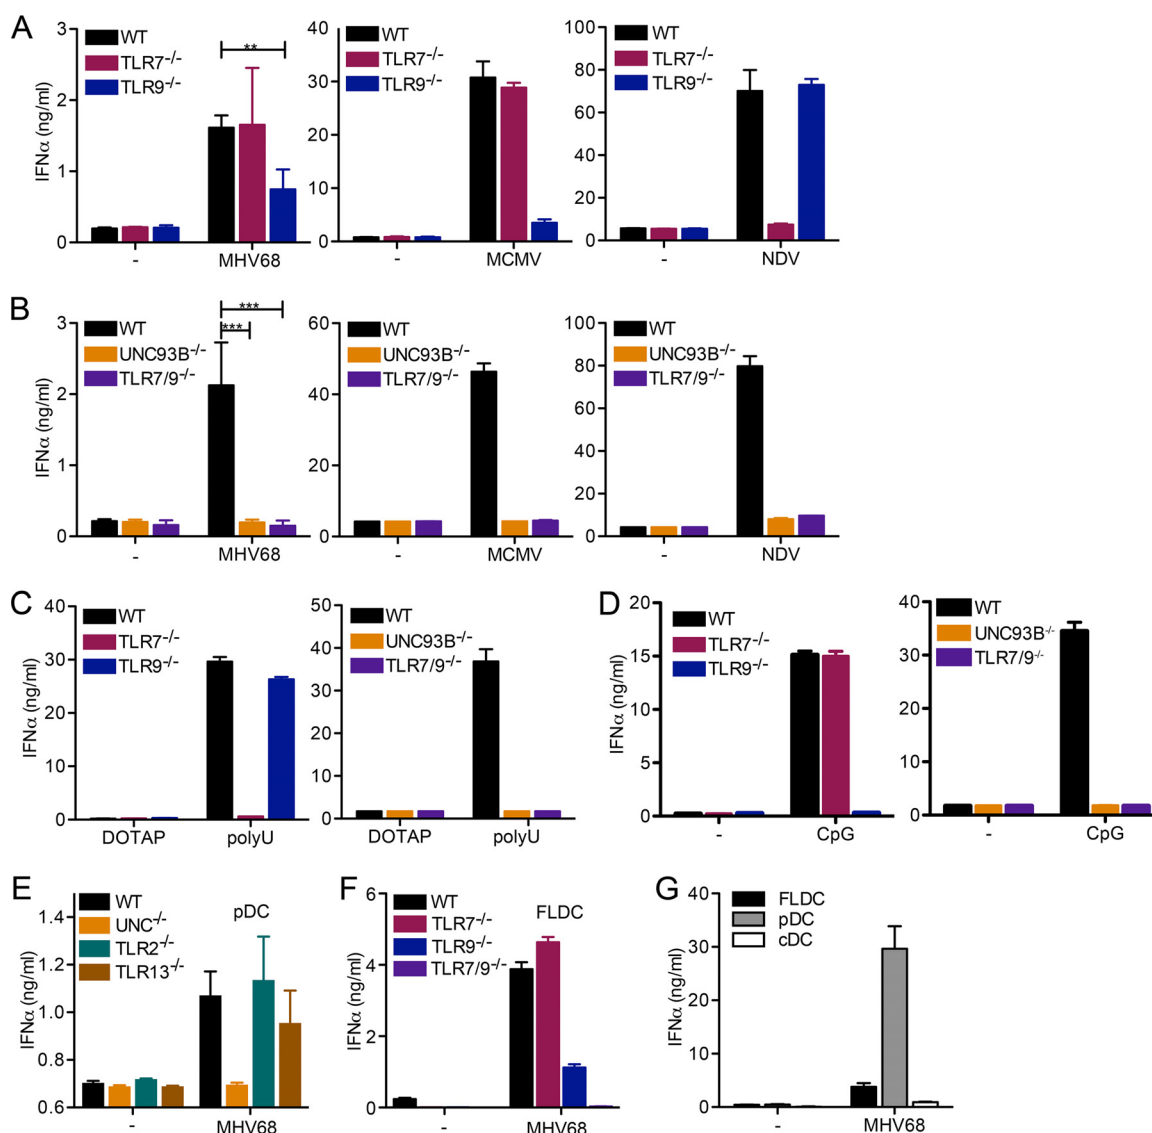 A
IFNα (ng/ml)
3
2
1
0
WT
TLR7-/-
TLR9-/-
**
-
MHV68
40
30
20
10
0
WT
TLR7-/-
TLR9-/-
-
MCMV
100
80
60
40
20
0
WT
TLR7-/-
TLR9-/-
-
NDV
B
IFNα (ng/ml)
3
2
1
0
WT
UNC93B-/-
TLR7/9-/-
***
***
-
MHV68
60
40
20
0
WT
UNC93B-/-
TLR7/9-/-
-
MCMV
100
80
60
40
20
0
WT
UNC93B-/-
TLR7/9-/-
-
NDV
C
IFNα (ng/ml)
40
30
20
10
0
WT
TLR7-/-
TLR9-/-
DOTAP
polyU
50
40
30
20
10
0
WT
UNC93B-/-
TLR7/9-/-
DOTAP
polyU
D
IFNα (ng/ml)
20
15
10
5
0
WT
TLR7-/-
TLR9-/-
-
CpG
40
30
20
10
0
WT
UNC93B-/-
TLR7/9-/-
-
CpG
E
IFNα (ng/ml)
1.4
1.2
1.0
0.8
0.6
WT
UNC-/-
TLR2-/-
TLR13-/-
pDC
-
MHV68
F
IFNα (ng/ml)
6
4
2
0
WT
TLR7-/-
TLR9-/-
TLR7/9-/-
FLDC
-
MHV68
G
IFNα (ng/ml)
40
30
20
10
0
FLDC
pDC
cDC
-
MHV68